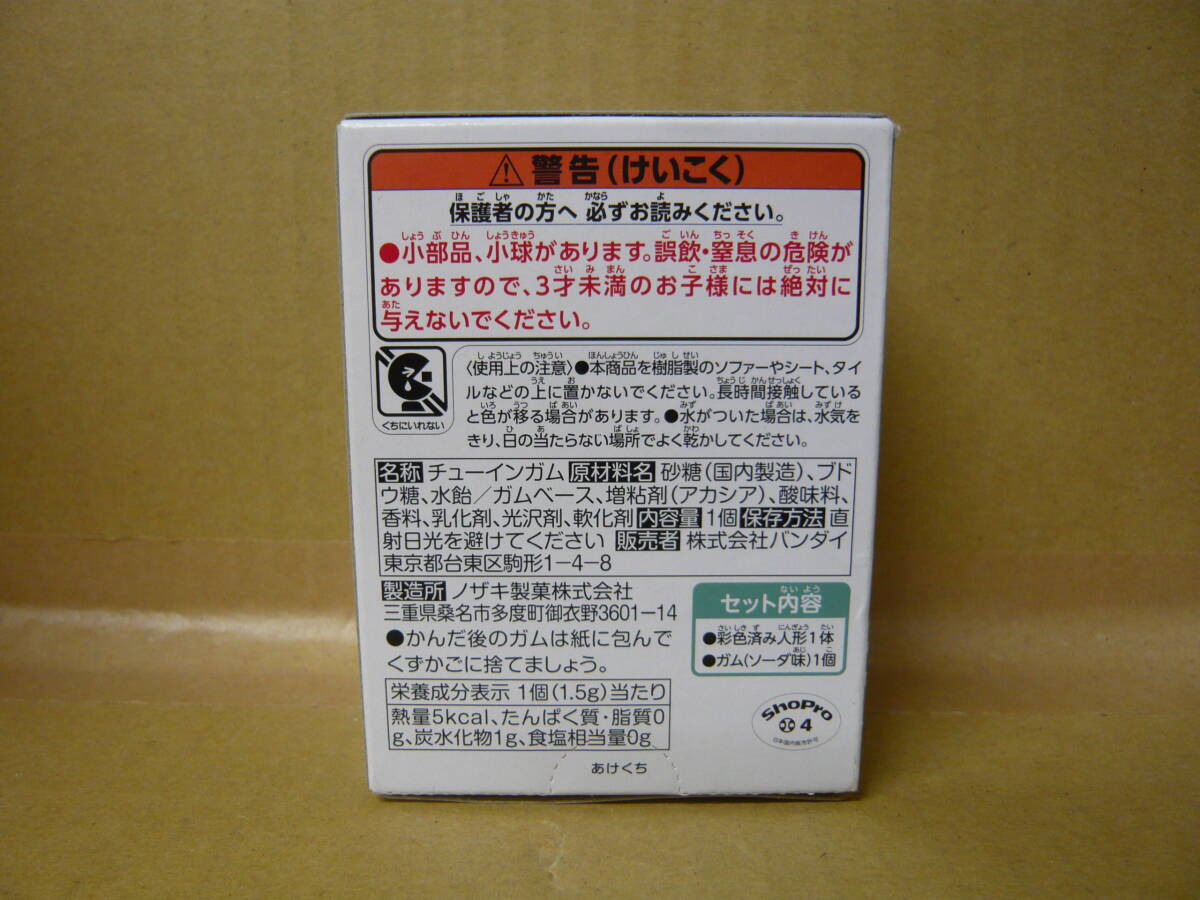 ⚠警告(けいこく)
保護者の方へ 必ずお読みください。
●小部品、小球があります。誤飲・窒息の危険が
ありますので、3才未満のお子様には絶対に
与えないでください。
くちにいれない
〈使用上の注意〉●本商品を樹脂製のソファーやシート、タイ
ルなどの上に置かないでください。長時間接触している
と色が移る場合があります。●水がついた場合は、水気を
きり、日の当たらない場所でよく乾かしてください。
名称 チューインガム 原材料名 砂糖(国内製造)、ブド
ウ糖、水飴/ガムベース、増粘剤(アカシア)、酸味料、
香料、乳化剤、光沢剤、軟化剤 内容量 1個 保存方法 直
射日光を避けてください 販売者 株式会社バンダイ
東京都台東区駒形1-4-8
製造所 ノザキ製菓株式会社
三重県桑名市多度町御衣野3601-14
●かんだ後のガムは紙に包んで
くずかごに捨てましょう。
栄養成分表示 1個(1.5g)当たり
熱量5kcal、たんぱく質・脂質0
g、炭水化物1g、食塩相当量0g
セット内容
●彩色済み人形1体
●ガム(ソーダ味)1個
ShoPro
4
日本国内販売許可
あけくち